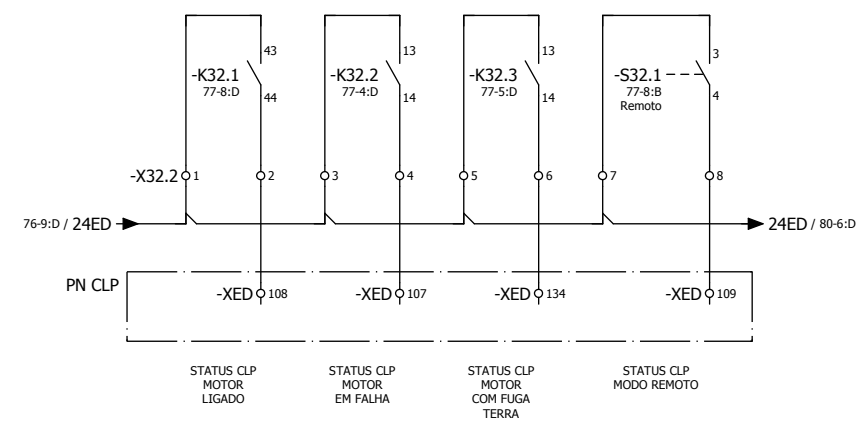 43
13
13
3
-K32.1
-K32.2
-K32.3
-S32.1
77-8:D
77-4:D
77-5:D
77-8:B
44
14
14
4
Remoto
-X32.2 1 2 3 4 5 6 7 8
76-9:D / 24ED
24ED / 80-6:D
PN CLP
-XED 108
-XED 107
-XED 134
-XED 109
STATUS CLP
MOTOR
LIGADO
STATUS CLP
MOTOR
EM FALHA
STATUS CLP
MOTOR
COM FUGA
TERRA
STATUS CLP
MODO REMOTO